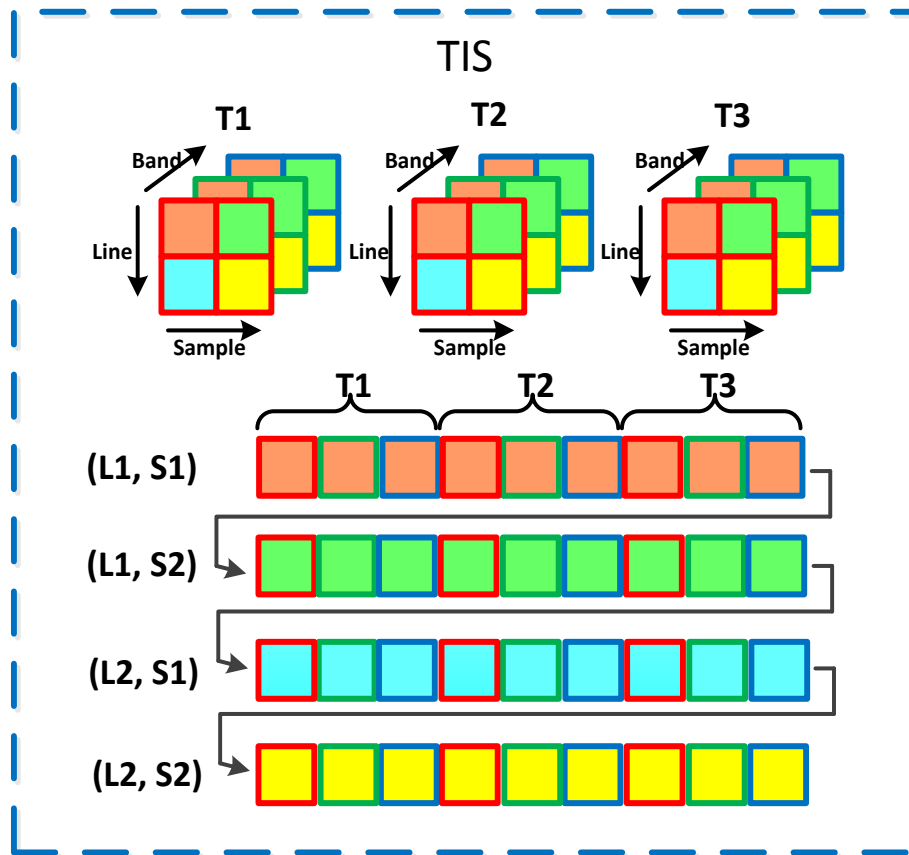 TIS
T1
T2
T3
Band
Band
Band
Line
Line
Line
Sample
Sample
Sample
T1
T2
T3
(L1, S1)
(L1, S2)
(L2, S1)
(L2, S2)